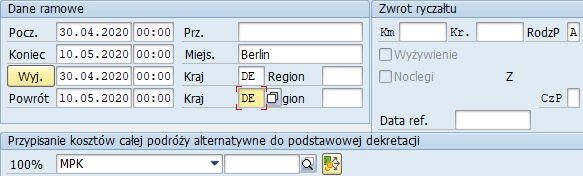 Dane ramowe
Zwrot ryczałtu
Pocz. 30.04.2020 00:00 Prz.
Km Kr. RodzP A
Koniec 10.05.2020 00:00 Miejs. Berlin
Wyżywienie
Wyj. 30.04.2020 00:00 Kraj DE Region
Noclegi Z
Powrót 10.05.2020 00:00 Kraj DE gion
CzP
Data ref.
Przypisanie kosztów całej podróży alternatywne do podstawowej dekretacji
100% MPK